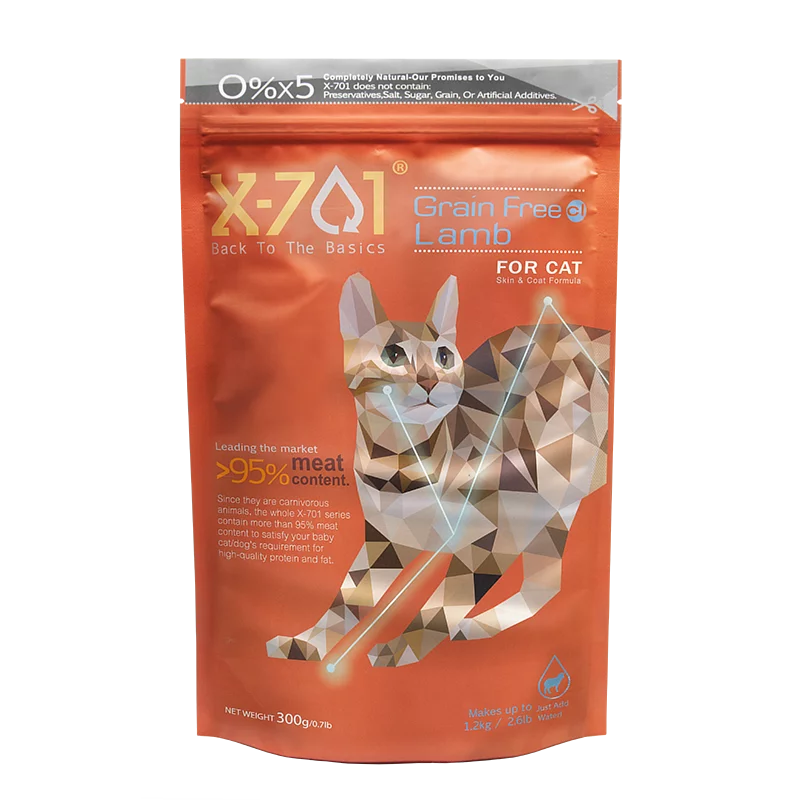 0%x5
Completely Natural-Our Promises to You
X-701 does not contain:
Preservatives,Salt, Sugar, Grain, Or Artificial Additives.
X-701®
Back To The Basics
Grain Free CI
Lamb
FOR CAT
Skin & Coat Formula
Leading the market
>95% meat content.
Since they are carnivorous
animals, the whole X-701 series
contain more than 95% meat
content to satisfy your baby
cat/dog's requirement for
high-quality protein and fat.
NET WEIGHT 300g/0.7lb
Makes up to
1.2kg / 2.6lb
Just Add
Water!